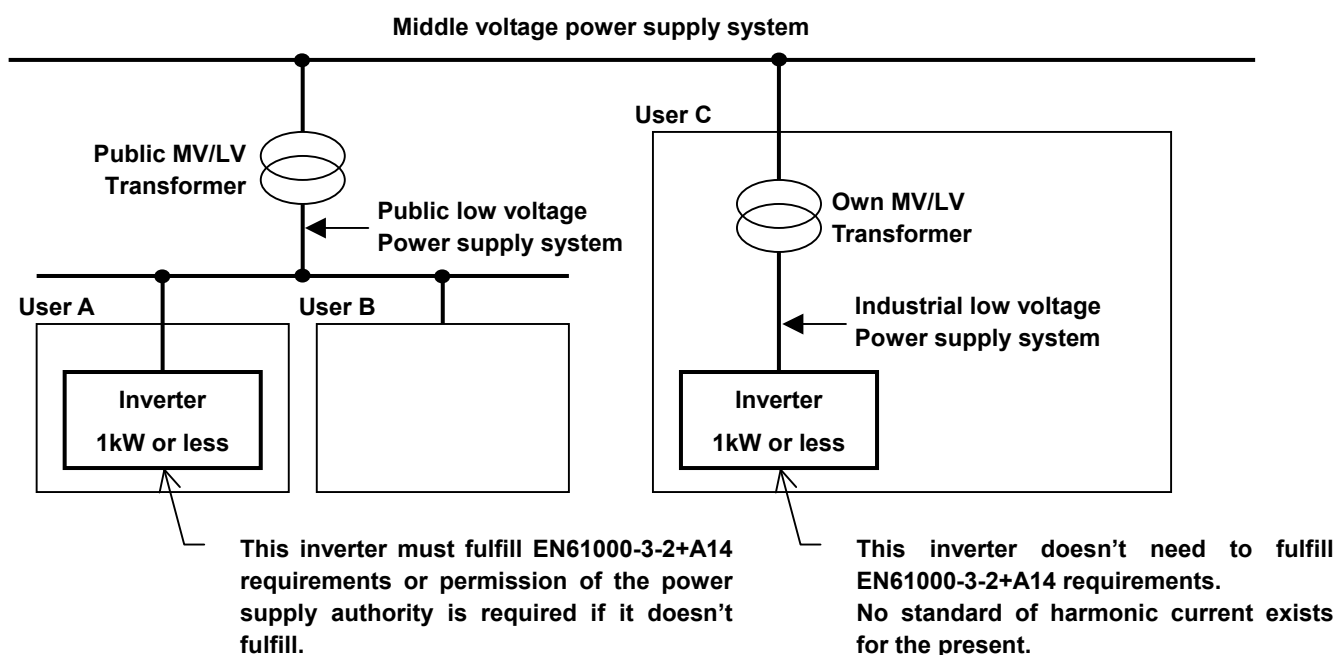 Middle voltage power supply system
User C
Public MV/LV
Transformer
Own MV/LV
Transformer
Public low voltage
Power supply system
User A
User B
Industrial low voltage
Power supply system
Inverter
1kW or less
Inverter
1kW or less
This inverter must fulfill EN61000-3-2+A14
requirements or permission of the power
supply authority is required if it doesn't
fulfill.
This inverter doesn't need to fulfill
EN61000-3-2+A14 requirements.
No standard of harmonic current exists
for the present.